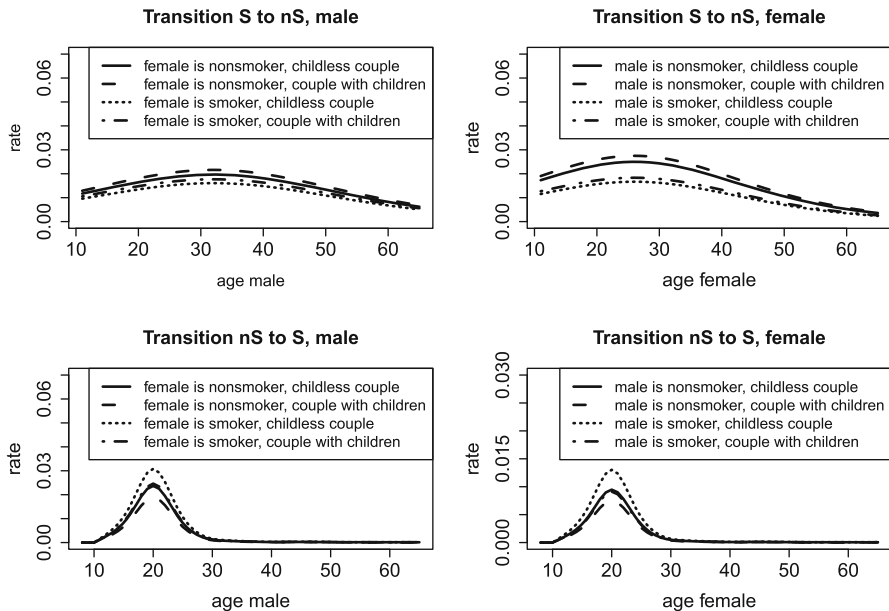 Transition S to nS, male
rate
0.00 0.03 0.06
female is nonsmoker, childless couple
female is nonsmoker, couple with children
female is smoker, childless couple
female is smoker, couple with children
10 20 30 40 50 60
age male
Transition S to nS, female
rate
0.00 0.03 0.06
male is nonsmoker, childless couple
male is nonsmoker, couple with children
male is smoker, childless couple
male is smoker, couple with children
10 20 30 40 50 60
age female
Transition nS to S, male
rate
0.00 0.03 0.06
female is nonsmoker, childless couple
female is nonsmoker, couple with children
female is smoker, childless couple
female is smoker, couple with children
10 20 30 40 50 60
age male
Transition nS to S, female
rate
0.000 0.015 0.030
male is nonsmoker, childless couple
male is nonsmoker, couple with children
male is smoker, childless couple
male is smoker, couple with children
10 20 30 40 50 60
age female